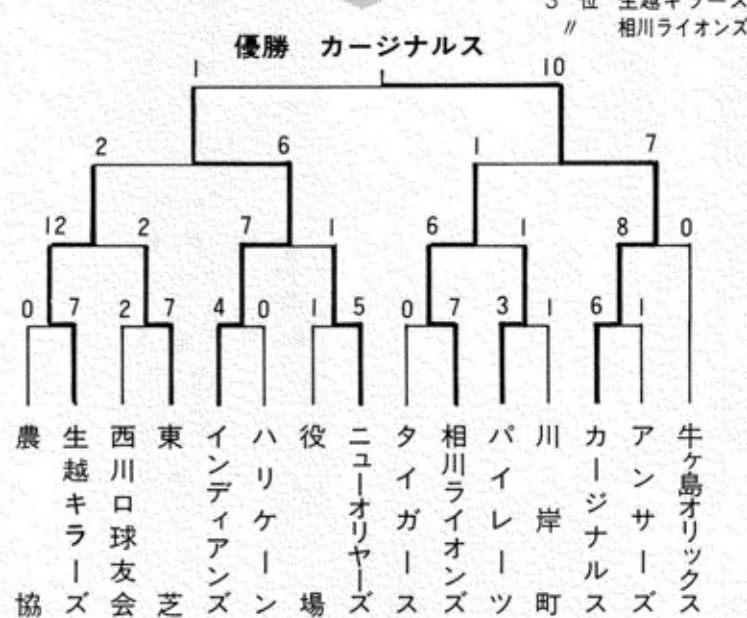 3 位 生越キラーズ
〃 相川ライオンズ
優勝 カージナルス
1 10
2 6 1 7
12 2 7 1 6 1 8 0
0 7 2 7 4 0 1 5 0 7 3 1 6 1
農協
生越キラーズ
西川口球友会
東芝
インディアンズ
ハリケーン
役場
ニューオリヤーズ
タイガース
相川ライオンズ
パイレーツ
川岸町
カージナルス
アンサーズ
牛ヶ島オリックス